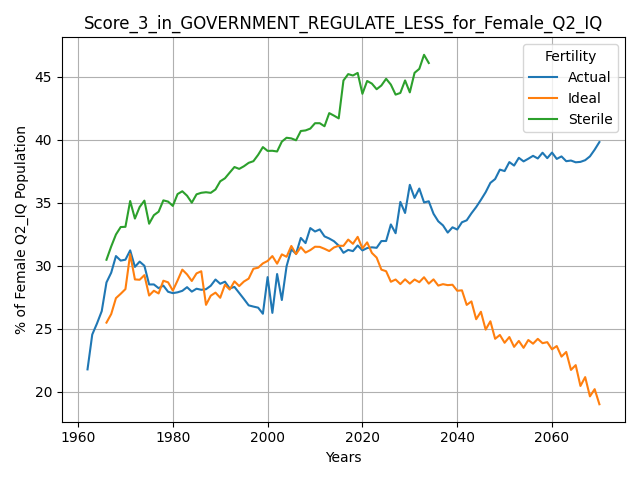 Score_3_in_GOVERNMENT_REGULATE_LESS_for_Female_Q2_IQ
% of Female Q2_IQ Population
45
40
35
30
25
20
Fertility
Actual
Ideal
Sterile
1960
1980
2000
2020
2040
2060
Years